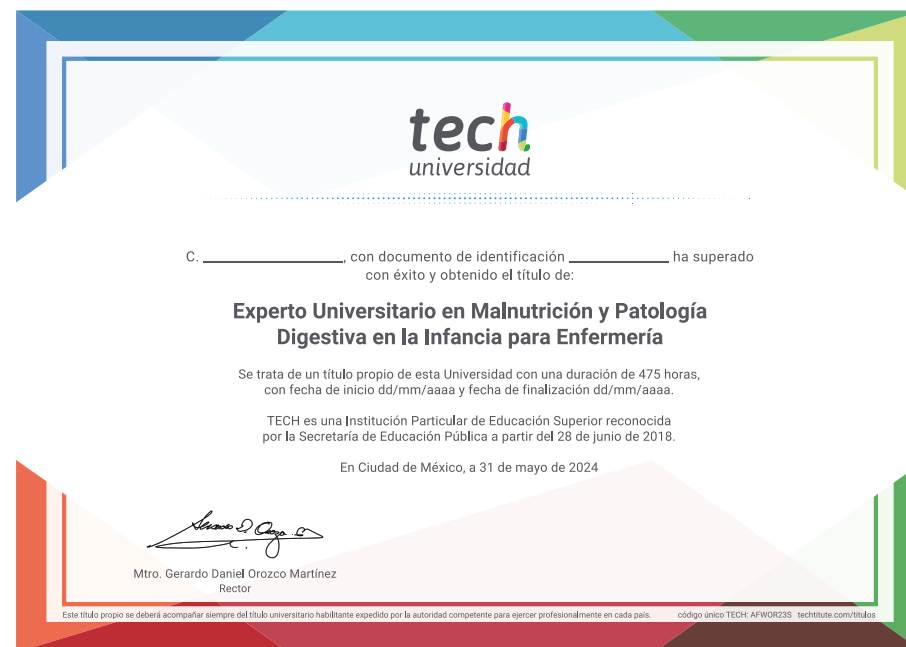 tech
universidad
C. ____________________, con documento de identificación ______________ ha superado
con éxito y obtenido el título de:
Experto Universitario en Malnutrición y Patología
Digestiva en la Infancia para Enfermería
Se trata de un título propio de esta Universidad con una duración de 475 horas,
con fecha de inicio dd/mm/aaaa y fecha de finalización dd/mm/aaaa.
TECH es una Institución Particular de Educación Superior reconocida
por la Secretaría de Educación Pública a partir del 28 de junio de 2018.
En Ciudad de México, a 31 de mayo de 2024
Mtro. Gerardo Daniel Orozco Martínez
Rector
Este título propio se deberá acompañar siempre del título universitario habilitante expedido por la autoridad competente para ejercer profesionalmente en cada país. código único TECH: AFWOR23S techtitute.com/titulos